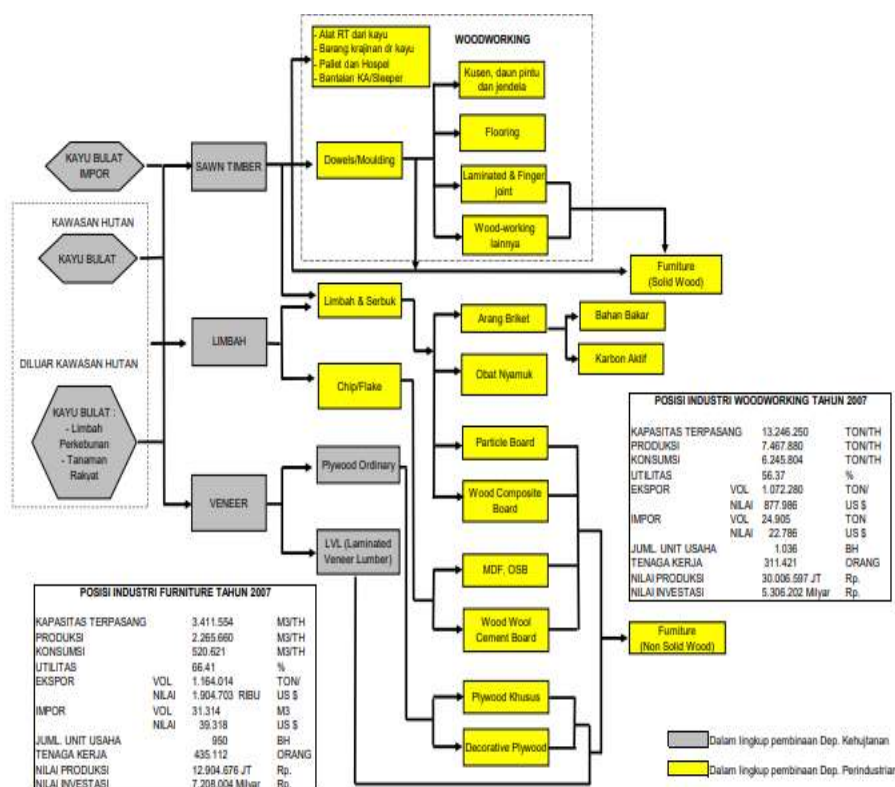 - Alat RT dari kayu
- Barang krajinan dr kayu
- Pallet dan Hospel
- Bantalan KA/Sleeper
WOODWORKING
Kusen, daun pintu
dan jendela
Flooring
Dowels/Moulding
Laminated & Finger
joint
Wood-working
lainnya
KAYU BULAT
IMPOR
SAWN TIMBER
KAWASAN HUTAN
KAYU BULAT
Furniture
(Solid Wood)
LIMBAH
Limbah & Serbuk
Arang Briket
Bahan Bakar
Karbon Aktif
Obat Nyamuk
Chip/Flake
DILUAR KAWASAN HUTAN
KAYU BULAT :
- Limbah
Perkebunan
- Tanaman
Rakyat
Particle Board
Plywood Ordinary
Wood Composite
Board
VENEER
LVL (Laminated
Veneer Lumber)
MDF, OSB
Wood Wool
Cement Board
Furniture
(Non Solid Wood)
Plywood Khusus
Decorative Plywood
POSISI INDUSTRI WOODWORKING TAHUN 2007
KAPASITAS TERPASANG 13.246.250 TON/TH
PRODUKSI 7.467.880 TON/TH
KONSUMSI 6.245.804 TON/TH
UTILITAS 56.37 %
EKSPOR VOL 1.072.280 TON/
NILAI 877.986 US $
IMPOR VOL 24.905 TON
NILAI 22.786 US $
JUML. UNIT USAHA 1.036 BH
TENAGA KERJA 311.421 ORANG
NILAI PRODUKSI 30.006.597 JT Rp.
NILAI INVESTASI 5.306.202 Milyar Rp.
POSISI INDUSTRI FURNITURE TAHUN 2007
KAPASITAS TERPASANG 3.411.554 M3/TH
PRODUKSI 2.265.660 M3/TH
KONSUMSI 520.621 M3/TH
UTILITAS 66.41 %
EKSPOR VOL 1.164.014 TON/
NILAI 1.904.703 RIBU US $
IMPOR VOL 31.314 M3
NILAI 39.318 US $
JUML. UNIT USAHA 950 BH
TENAGA KERJA 435.112 ORANG
NILAI PRODUKSI 12.904.676 JT Rp.
NILAI INVESTASI 7.208.004 Milyar Rp.
Dalam lingkup pembinaan Dep. Kehujtanan
Dalam lingkup pembinaan Dep. Perindustrian